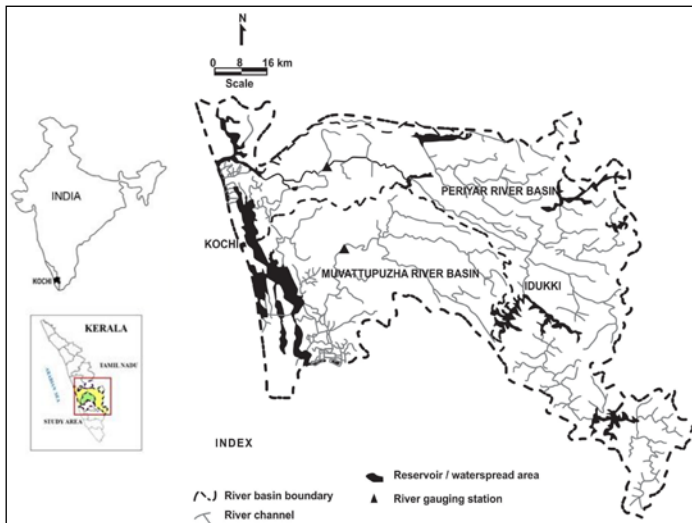 N
0 8 16 km
Scale
INDIA
KOCHI
PERIYAR RIVER BASIN
KOCHI
MUVATTUPUZHA RIVER BASIN
IDUKKI
KERALA
TAMIL NADU
ARABIAN SEA
STUDY AREA
INDEX
Reservoir / waterspread area
River basin boundary
River gauging station
River channel